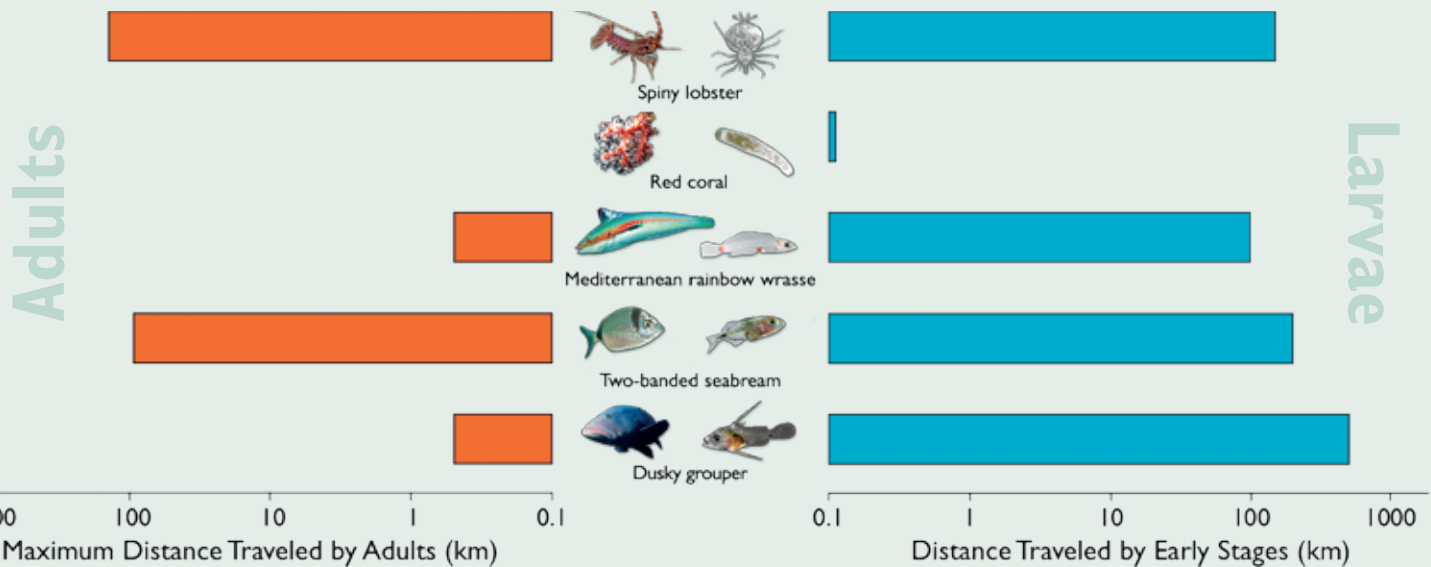 Adults
Larvae
Spiny lobster
Red coral
Mediterranean rainbow wrasse
Two-banded seabream
Dusky grouper
00 100 10 1 0.1
0.1 1 10 100 1000
Maximum Distance Traveled by Adults (km)
Distance Traveled by Early Stages (km)